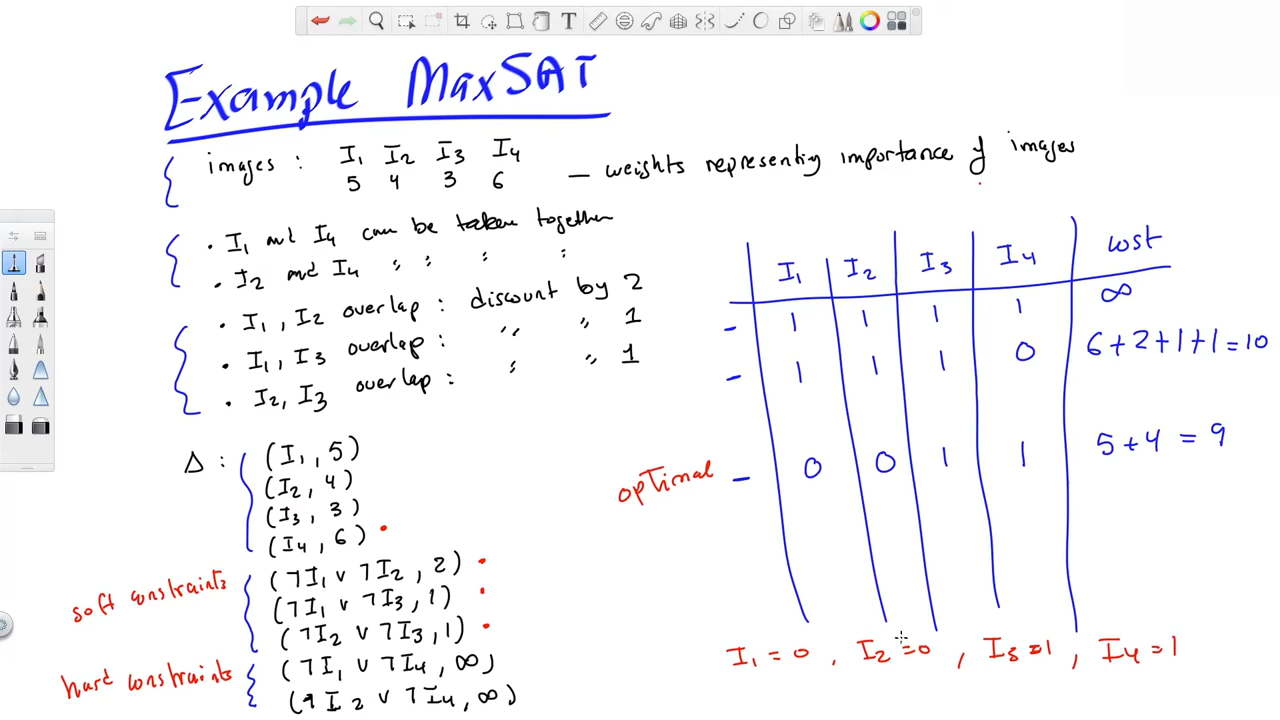 Example MaxSAT
images : I1 I2 I3 I4
5 4 3 6 — weights representing importance of images
• I1 and I4 can be taken together
• I2 and I4 " " " "
• I1, I2 overlap : discount by 2
• I1, I3 overlap : " " 1
• I2, I3 overlap : " " 1
Δ : (I1, 5)
(I2, 4)
(I3, 3)
(I4, 6)
soft constraints
(¬I1 ∨ ¬I2, 2)
(¬I1 ∨ ¬I3, 1)
(¬I2 ∨ ¬I3, 1)
hard constraints
(¬I1 ∨ ¬I4, ∞)
(¬I2 ∨ ¬I4, ∞)
I1 I2 I3 I4 cost
- 1 1 1 1 ∞
- 1 1 1 0 6+2+1+1=10
optimal - 0 0 1 1 5+4 = 9
I1 = 0 , I2 = 0 , I3 = 1 , I4 = 1